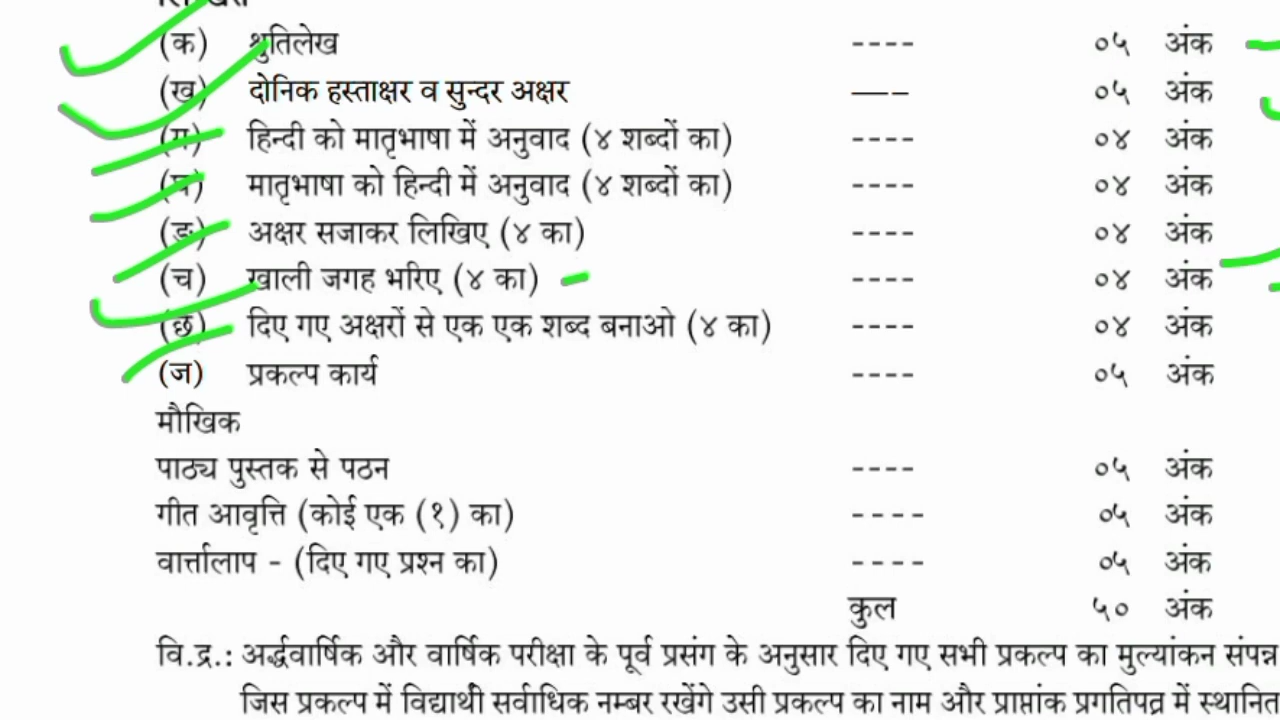 (क) श्रुतिलेख ---- ०५ अंक
(ख) दोनिक हस्ताक्षर व सुन्दर अक्षर ––– ०५ अंक
(ग) हिन्दी को मातृभाषा में अनुवाद (४ शब्दों का) ---- ०४ अंक
(घ) मातृभाषा को हिन्दी में अनुवाद (४ शब्दों का) ---- ०४ अंक
(ङ) अक्षर सजाकर लिखिए (४ का) ---- ०४ अंक
(च) खाली जगह भरिए (४ का) ---- ०४ अंक
(छ) दिए गए अक्षरों से एक एक शब्द बनाओ (४ का) ---- ०४ अंक
(ज) प्रकल्प कार्य ---- ०५ अंक
मौखिक
पाठ्य पुस्तक से पठन ---- ०५ अंक
गीत आवृत्ति (कोई एक (१) का) ---- ०५ अंक
वार्त्तालाप - (दिए गए प्रश्न का) ---- ०५ अंक
कुल ५० अंक
वि.द्र.: अर्द्धवार्षिक और वार्षिक परीक्षा के पूर्व प्रसंग के अनुसार दिए गए सभी प्रकल्प का मुल्यांकन संपन्न
जिस प्रकल्प में विद्यार्थी सर्वाधिक नम्बर रखेंगे उसी प्रकल्प का नाम और प्राप्तांक प्रगतिपत्र में स्थानित